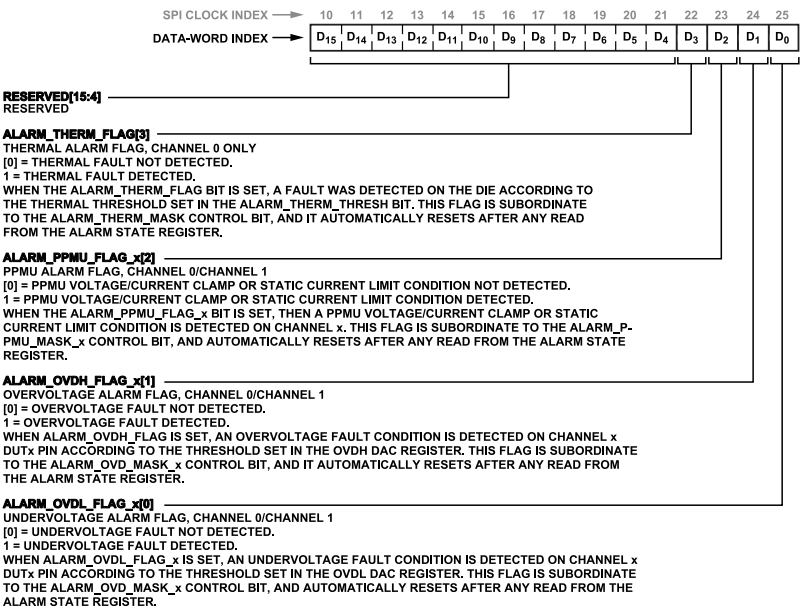 SPI CLOCK INDEX 10 11 12 13 14 15 16 17 18 19 20 21 22 23 24 25
DATA-WORD INDEX D15 D14 D13 D12 D11 D10 D9 D8 D7 D6 D5 D4 D3 D2 D1 D0
RESERVED[15:4]
RESERVED
ALARM_THERM_FLAG[3]
THERMAL ALARM FLAG, CHANNEL 0 ONLY
[0] = THERMAL FAULT NOT DETECTED.
1 = THERMAL FAULT DETECTED.
WHEN THE ALARM_THERM_FLAG BIT IS SET, A FAULT WAS DETECTED ON THE DIE ACCORDING TO
THE THERMAL THRESHOLD SET IN THE ALARM_THERM_THRESH BIT. THIS FLAG IS SUBORDINATE
TO THE ALARM_THERM_MASK CONTROL BIT, AND IT AUTOMATICALLY RESETS AFTER ANY READ
FROM THE ALARM STATE REGISTER.
ALARM_PPMU_FLAG_x[2]
PPMU ALARM FLAG, CHANNEL 0/CHANNEL 1
[0] = PPMU VOLTAGE/CURRENT CLAMP OR STATIC CURRENT LIMIT CONDITION NOT DETECTED.
1 = PPMU VOLTAGE/CURRENT CLAMP OR STATIC CURRENT LIMIT CONDITION DETECTED.
WHEN THE ALARM_PPMU_FLAG_x BIT IS SET, THEN A PPMU VOLTAGE/CURRENT CLAMP OR STATIC
CURRENT LIMIT CONDITION IS DETECTED ON CHANNEL x. THIS FLAG IS SUBORDINATE TO THE ALARM_P-
PMU_MASK_x CONTROL BIT, AND AUTOMATICALLY RESETS AFTER ANY READ FROM THE ALARM STATE
REGISTER.
ALARM_OVDH_FLAG_x[1]
OVERVOLTAGE ALARM FLAG, CHANNEL 0/CHANNEL 1
[0] = OVERVOLTAGE FAULT NOT DETECTED.
1 = OVERVOLTAGE FAULT DETECTED.
WHEN ALARM_OVDH_FLAG IS SET, AN OVERVOLTAGE FAULT CONDITION IS DETECTED ON CHANNEL x
DUTx PIN ACCORDING TO THE THRESHOLD SET IN THE OVDH DAC REGISTER. THIS FLAG IS SUBORDINATE
TO THE ALARM_OVD_MASK_x CONTROL BIT, AND IT AUTOMATICALLY RESETS AFTER ANY READ FROM
THE ALARM STATE REGISTER.
ALARM_OVDL_FLAG_x[0]
UNDERVOLTAGE ALARM FLAG, CHANNEL 0/CHANNEL 1
[0] = UNDERVOLTAGE FAULT NOT DETECTED.
1 = UNDERVOLTAGE FAULT DETECTED.
WHEN ALARM_OVDL_FLAG_x IS SET, AN UNDERVOLTAGE FAULT CONDITION IS DETECTED ON CHANNEL x
DUTx PIN ACCORDING TO THE THRESHOLD SET IN THE OVDL DAC REGISTER. THIS FLAG IS SUBORDINATE
TO THE ALARM_OVD_MASK_x CONTROL BIT, AND AUTOMATICALLY RESETS AFTER ANY READ FROM THE
ALARM STATE REGISTER.